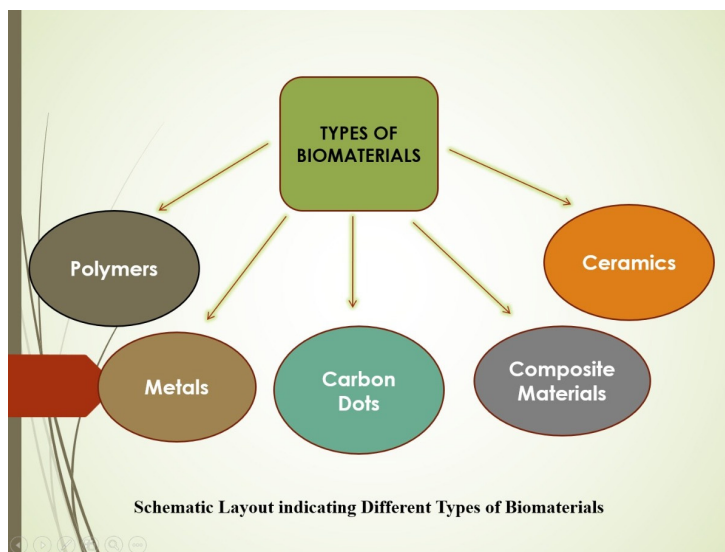 TYPES OF
BIOMATERIALS
Polymers
Ceramics
Metals
Carbon
Dots
Composite
Materials
Schematic Layout indicating Different Types of Biomaterials